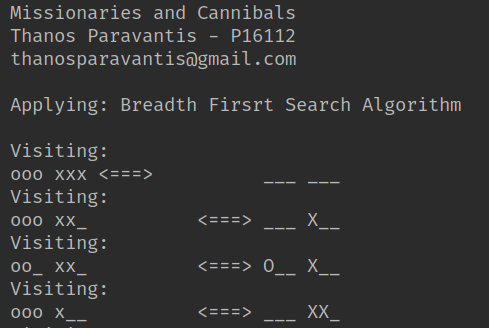 Missionaries and Cannibals
Thanos Paravantis - P16112
thanosparavantis@gmail.com
Applying: Breadth Firsrt Search Algorithm
Visiting:
ooo xxx <===>          ___ ___
Visiting:
ooo xx_          <===> ___ X__
Visiting:
oo_ xx_          <===> O__ X__
Visiting:
ooo x__          <===> ___ XX_